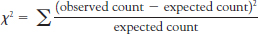 χ² = ∑ (observed count − expected count)² / expected count